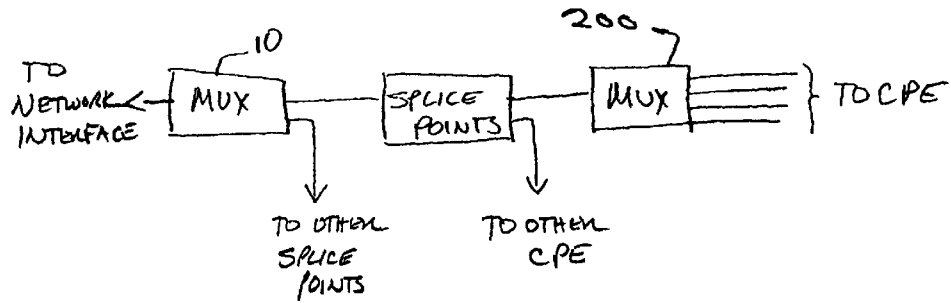 10
200
TO
NETWORK
INTERFACE
MUX
SPLICE
POINTS
MUX
TO CPE
TO OTHER
SPLICE
POINTS
TO OTHER
CPE